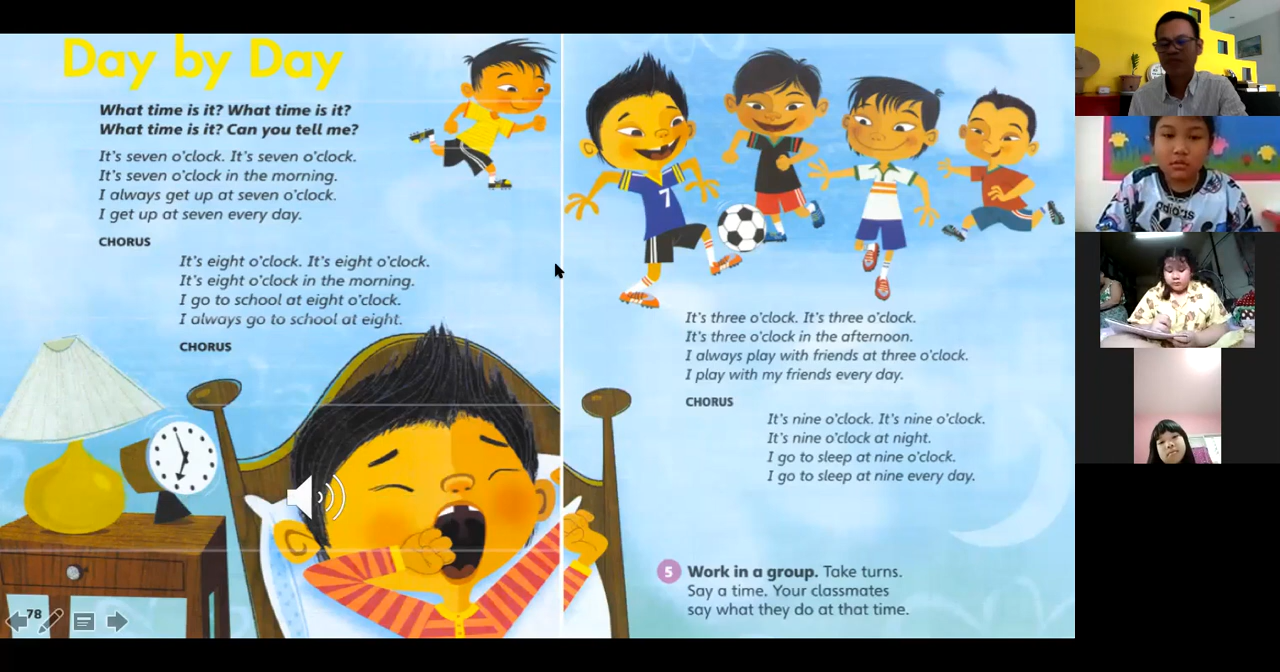 Day by Day
What time is it? What time is it?
What time is it? Can you tell me?
It's seven o'clock. It's seven o'clock.
It's seven o'clock in the morning.
I always get up at seven o'clock.
I get up at seven every day.
CHORUS
It's eight o'clock. It's eight o'clock.
It's eight o'clock in the morning.
I go to school at eight o'clock.
I always go to school at eight.
CHORUS
78
7
It's three o'clock. It's three o'clock.
It's three o'clock in the afternoon.
I always play with friends at three o'clock.
I play with my friends every day.
CHORUS
It's nine o'clock. It's nine o'clock.
It's nine o'clock at night.
I go to sleep at nine o'clock.
I go to sleep at nine every day.
5 Work in a group. Take turns.
Say a time. Your classmates
say what they do at that time.
adidas